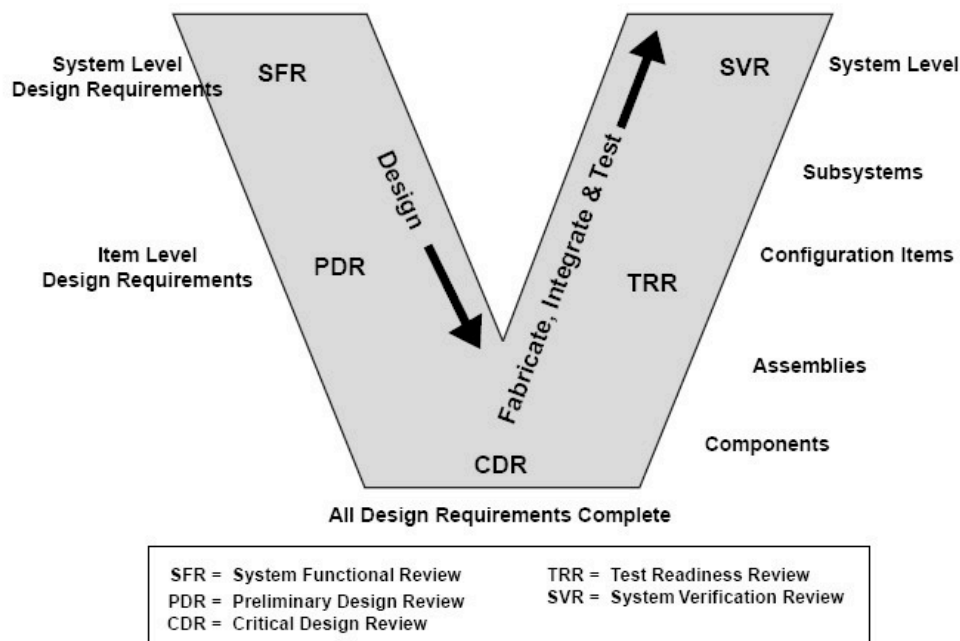 System Level
Design Requirements
SFR
SVR
System Level
Design
Fabricate, Integrate & Test
Subsystems
Item Level
Design Requirements
PDR
TRR
Configuration Items
Assemblies
Components
CDR
All Design Requirements Complete
SFR = System Functional Review
PDR = Preliminary Design Review
CDR = Critical Design Review
TRR = Test Readiness Review
SVR = System Verification Review